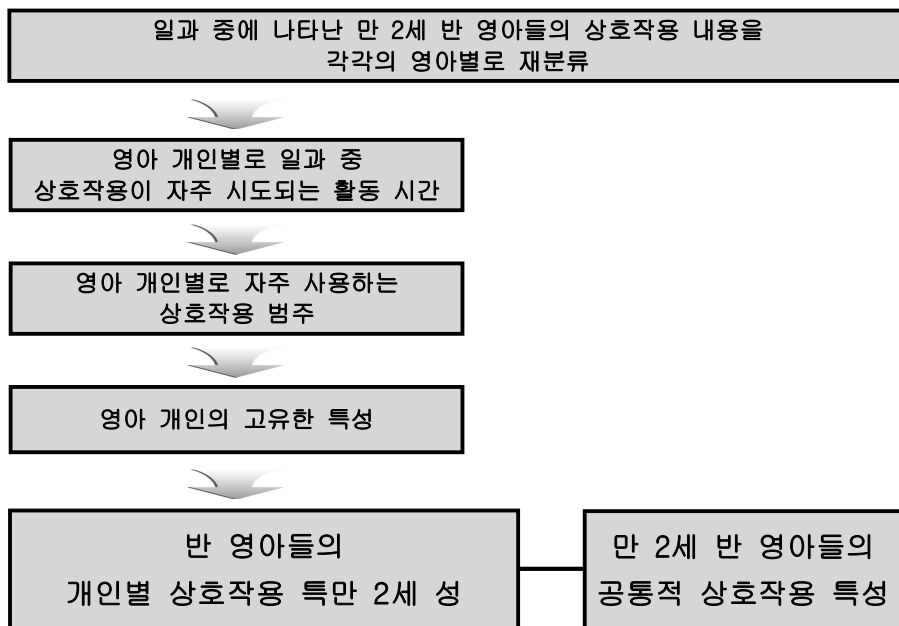 일과 중에 나타난 만 2세 반 영아들의 상호작용 내용을
각각의 영아별로 재분류
영아 개인별로 일과 중
상호작용이 자주 시도되는 활동 시간
영아 개인별로 자주 사용하는
상호작용 범주
영아 개인의 고유한 특성
반 영아들의
개인별 상호작용 특만 2세 성
만 2세 반 영아들의
공통적 상호작용 특성